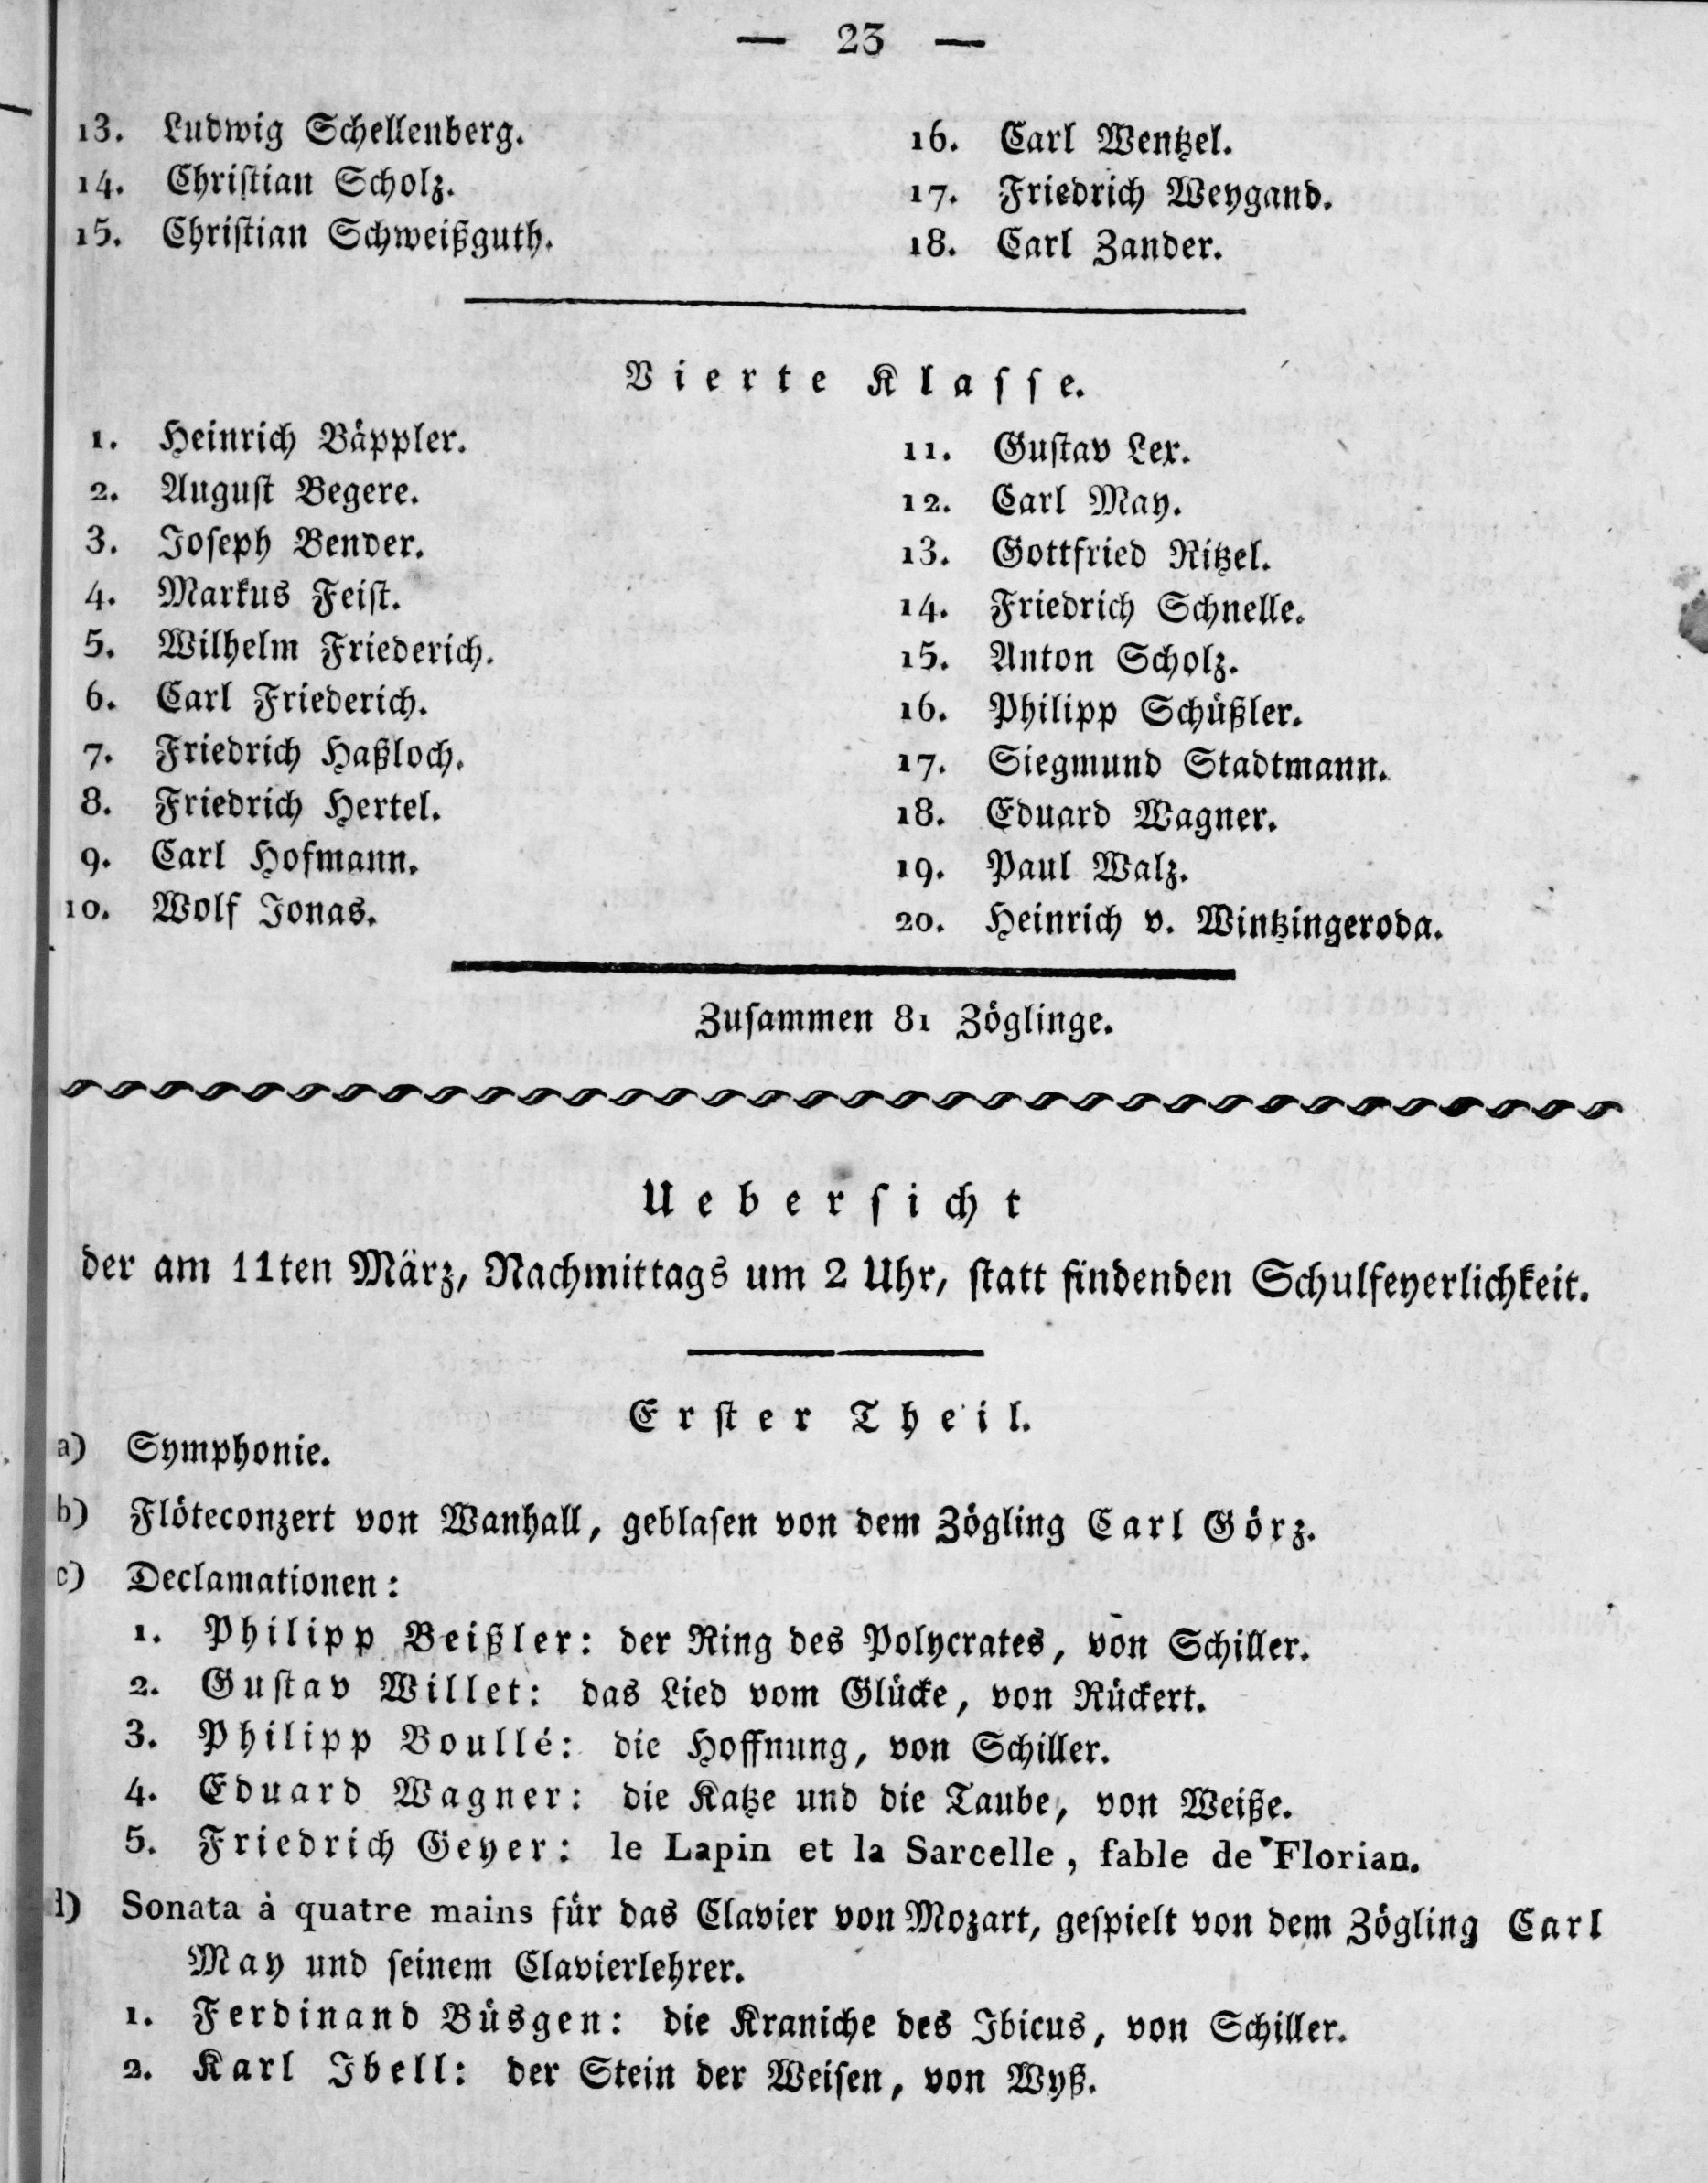 — 23 —
13. Ludwig Schellenberg.
14. Christian Scholz.
15. Christian Schweißguth.
16. Carl Wentzel.
17. Friedrich Weygand.
18. Carl Zander.
Vierte Klasse.
1. Heinrich Bäppler.
2. August Begere.
3. Joseph Bender.
4. Markus Feist.
5. Wilhelm Friederich.
6. Carl Friederich.
7. Friedrich Haßloch.
8. Friedrich Hertel.
9. Carl Hofmann.
10. Wolf Jonas.
11. Gustav Lex.
12. Carl May.
13. Gottfried Ritzel.
14. Friedrich Schnelle.
15. Anton Scholz.
16. Philipp Schüßler.
17. Siegmund Stadtmann.
18. Eduard Wagner.
19. Paul Walz.
20. Heinrich v. Wintzingeroda.
Zusammen 81 Zöglinge.
Uebersicht
der am 11ten März, Nachmittags um 2 Uhr, statt findenden Schulfeyerlichkeit.
Erster Theil.
a) Symphonie.
b) Flöteconzert von Wanhall, geblasen von dem Zögling Carl Görz.
c) Declamationen:
1. Philipp Beißler: der Ring des Polycrates, von Schiller.
2. Gustav Willet: das Lied vom Glücke, von Rückert.
3. Philipp Boullé: die Hoffnung, von Schiller.
4. Eduard Wagner: die Katze und die Taube, von Weiße.
5. Friedrich Geyer: le Lapin et la Sarcelle, fable de Florian.
d) Sonata à quatre mains für das Clavier von Mozart, gespielt von dem Zögling Carl
May und seinem Clavierlehrer.
1. Ferdinand Büsgen: die Kraniche des Ibicus, von Schiller.
2. Karl Ibell: der Stein der Weisen, von Wyß.